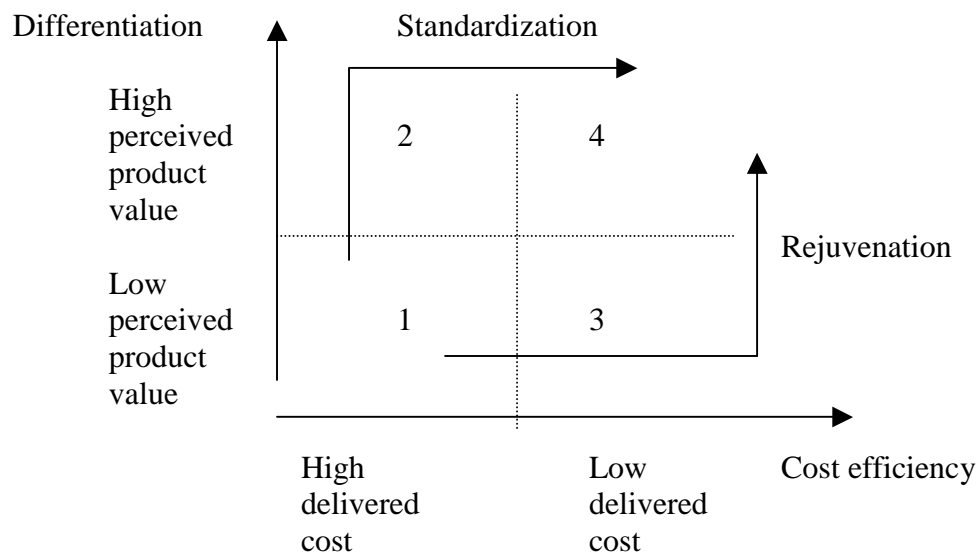 Differentiation
Standardization
High
perceived
product
value
2
4
Rejuvenation
Low
perceived
product
value
1
3
High
delivered
cost
Low
delivered
cost
Cost efficiency